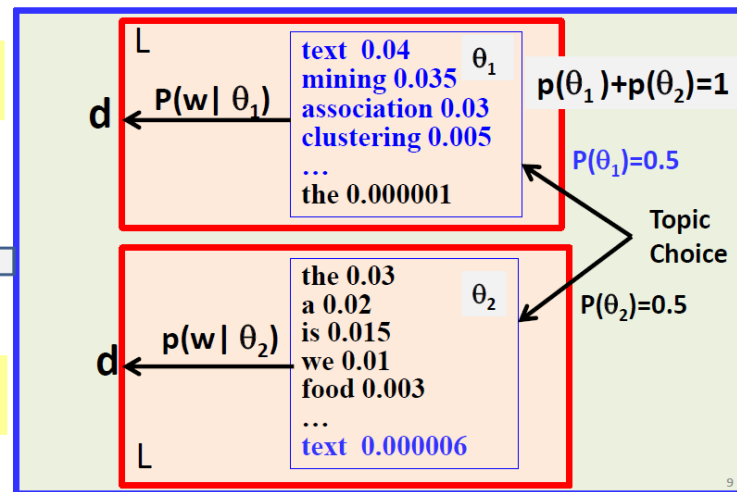 L
text 0.04
mining 0.035
association 0.03
clustering 0.005
…
the 0.000001
θ₁
P(w| θ₁)
d
p(θ₁)+p(θ₂)=1
P(θ₁)=0.5
Topic
Choice
P(θ₂)=0.5
the 0.03
a 0.02
is 0.015
we 0.01
food 0.003
…
text 0.000006
θ₂
p(w| θ₂)
d
L
9